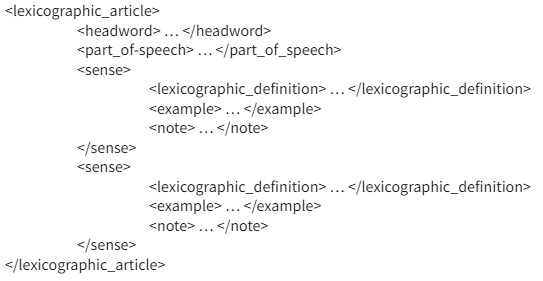 <lexicographic_article>
<headword> … </headword>
<part_of-speech> … </part_of_speech>
<sense>
<lexicographic_definition> … </lexicographic_definition>
<example> … </example>
<note> … </note>
</sense>
<sense>
<lexicographic_definition> … </lexicographic_definition>
<example> … </example>
<note> … </note>
</sense>
</lexicographic_article>